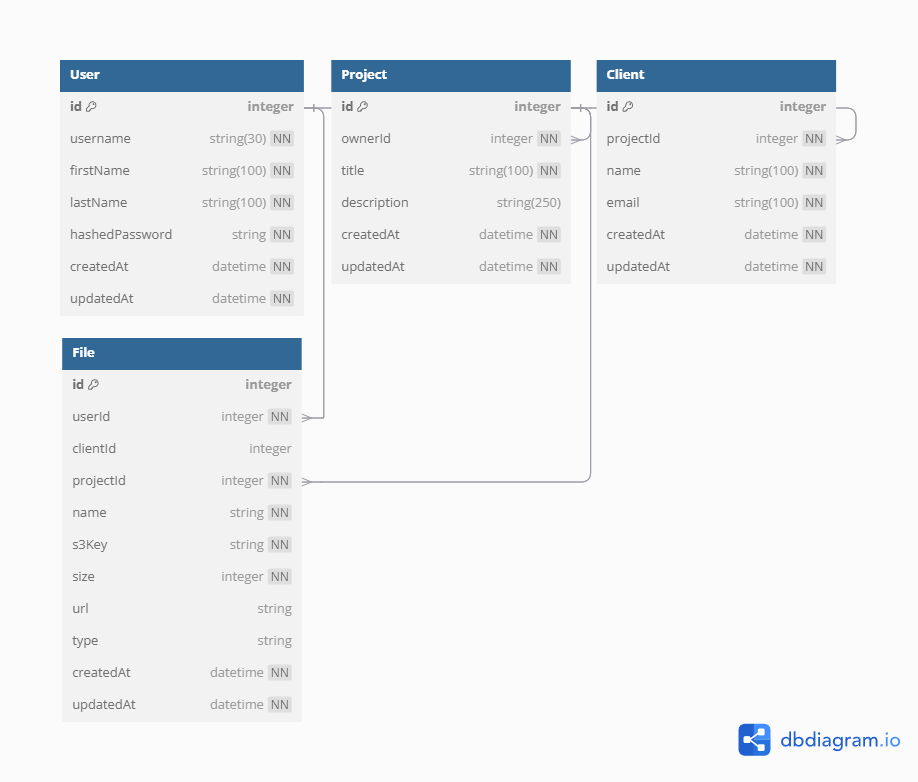 User
id integer
username string(30) NN
firstName string(100) NN
lastName string(100) NN
hashedPassword string NN
createdAt datetime NN
updatedAt datetime NN
Project
id integer
ownerId integer NN
title string(100) NN
description string(250)
createdAt datetime NN
updatedAt datetime NN
Client
id integer
projectId integer NN
name string(100) NN
email string(100) NN
createdAt datetime NN
updatedAt datetime NN
File
id integer
userId integer NN
clientId integer
projectId integer NN
name string NN
s3Key string NN
size integer NN
url string
type string
createdAt datetime NN
updatedAt datetime NN
dbdiagram.io